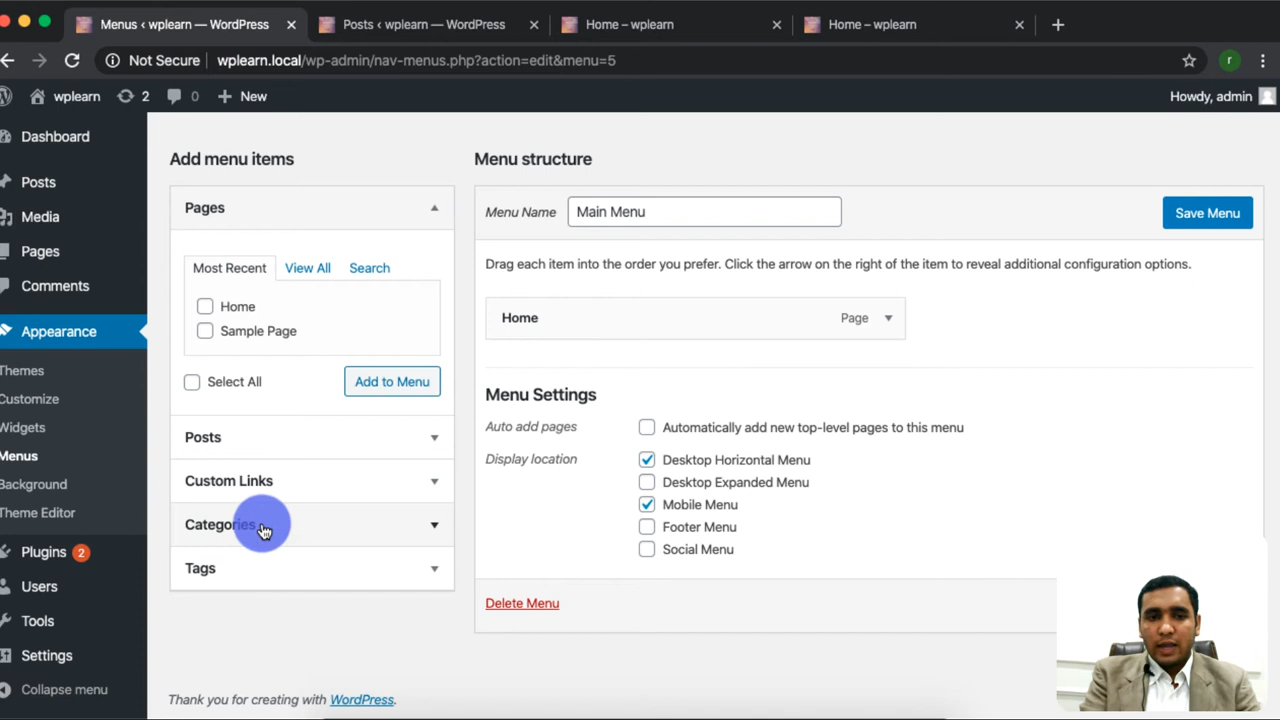 Menus ‹ wplearn — WordPress
Posts ‹ wplearn — WordPress
Home – wplearn
Home – wplearn
Not Secure
wplearn.local/wp-admin/nav-menus.php?action=edit&menu=5
r
wplearn
2
0
New
Howdy, admin
Dashboard
Posts
Media
Pages
Comments
Appearance
Themes
Customize
Widgets
Menus
Background
Theme Editor
Plugins 2
Users
Tools
Settings
Collapse menu
Add menu items
Pages
Most Recent
View All
Search
Home
Sample Page
Select All
Add to Menu
Posts
Custom Links
Categories
Tags
Menu structure
Menu Name
Main Menu
Save Menu
Drag each item into the order you prefer. Click the arrow on the right of the item to reveal additional configuration options.
Home
Page
Menu Settings
Auto add pages
Automatically add new top-level pages to this menu
Display location
Desktop Horizontal Menu
Desktop Expanded Menu
Mobile Menu
Footer Menu
Social Menu
Delete Menu
Thank you for creating with WordPress.